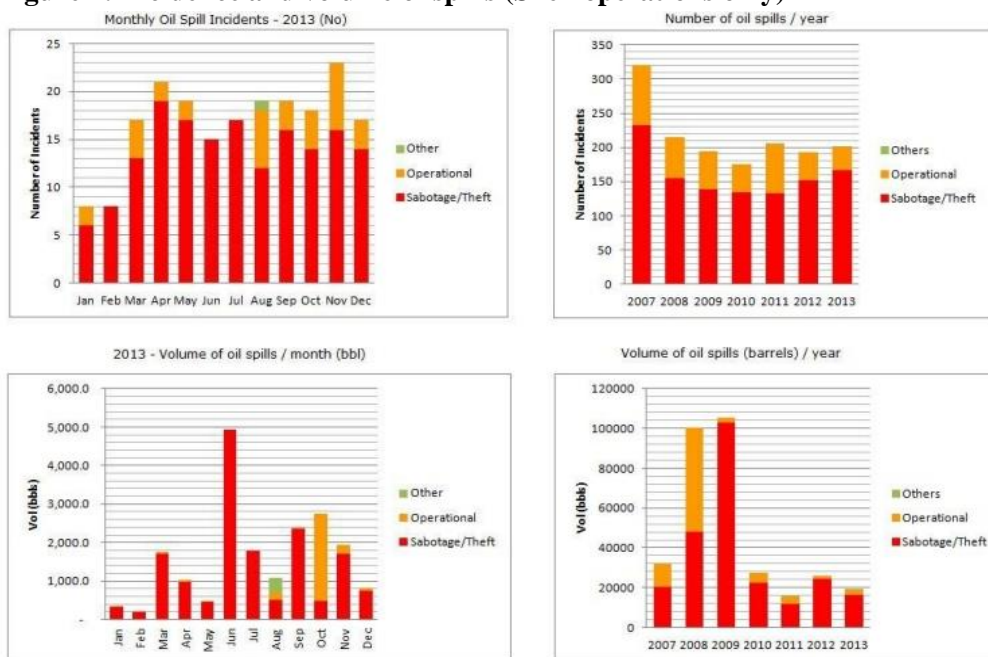 Monthly Oil Spill Incidents - 2013 (No)
25
20
15
10
5
0
Number of Incidents
Jan Feb Mar Apr May Jun Jul Aug Sep Oct Nov Dec
Other
Operational
Sabotage/Theft
Number of oil spills / year
350
300
250
200
150
100
50
0
Number of Incidents
2007 2008 2009 2010 2011 2012 2013
Others
Operational
Sabotage/Theft
2013 - Volume of oil spills / month (bbl)
6,000.0
5,000.0
4,000.0
3,000.0
2,000.0
1,000.0
-
Vol (bbls)
Jan Feb Mar Apr May Jun Jul Aug Sep Oct Nov Dec
Other
Operational
Sabotage/Theft
Volume of oil spills (barrels) / year
120000
100000
80000
60000
40000
20000
0
Vol (bbls)
2007 2008 2009 2010 2011 2012 2013
Others
Operational
Sabotage/Theft